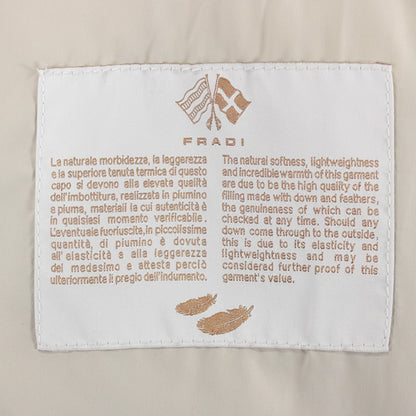 FRADI
La naturale morbidezza, la leggerezza
e la superiore tenuta termica di questo
capo si devono alla elevata qualità
dell'imbottitura, realizzata in piumino
e piuma, materiali la cui autenticità è
in qualsiasi momento verificabile.
L'eventuale fuoriuscita, in piccolissime
quantità, di piumino è dovuta
all'elasticità e alla leggerezza
del medesimo e attesta perciò
ulteriormente il pregio dell'indumento.
The natural softness, lightweightness
and incredible warmth of this garment
are due to be the high quality of the
filling made with down and feathers,
the genuineness of which can be
checked at any time. Should any
down come through to the outside,
this is due to its elasticity and
lightweightness and may be
considered further proof of this
garment's value.